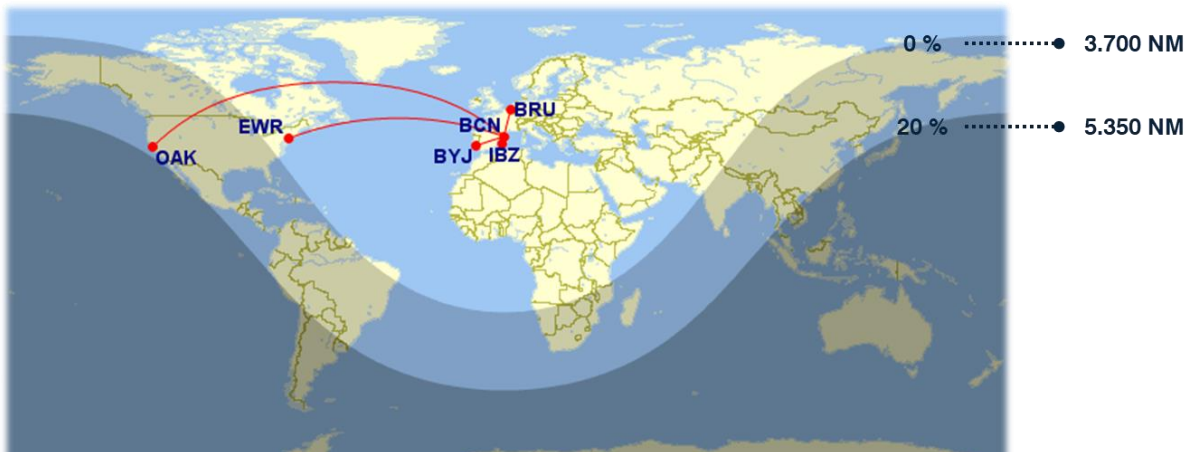 0 %
3.700 NM
BRU
BCN
EWR
20 %
5.350 NM
OAK
BYJ
IBZ